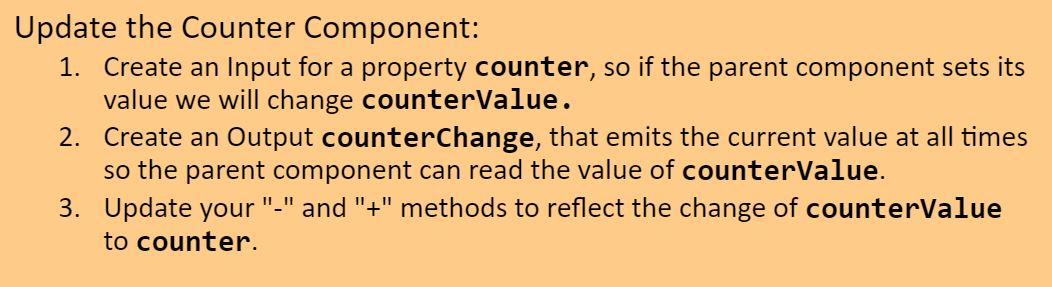 Update the Counter Component:
1. Create an Input for a property counter, so if the parent component sets its
value we will change counterValue.
2. Create an Output counterChange, that emits the current value at all times
so the parent component can read the value of counterValue.
3. Update your "-" and "+" methods to reflect the change of counterValue
to counter.